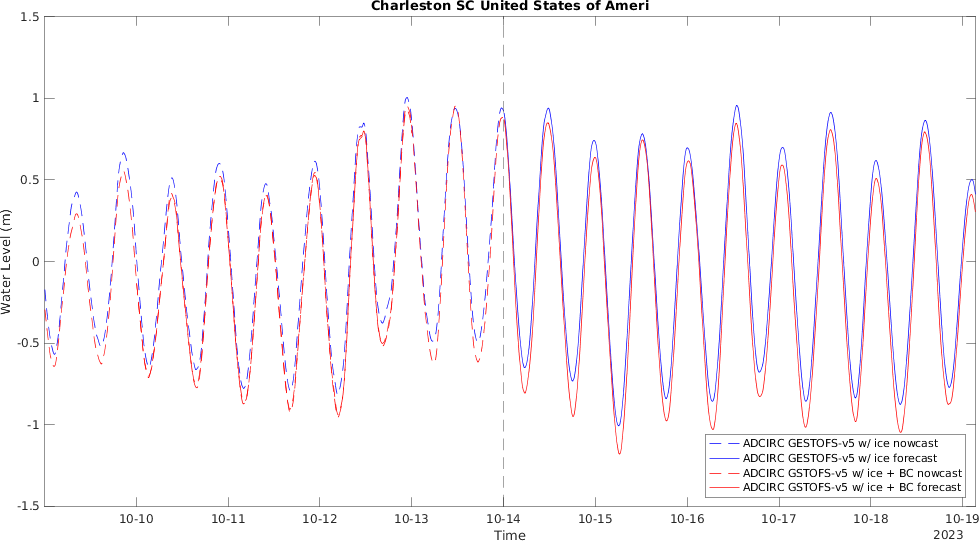 Charleston SC United States of Ameri
1.5
1
0.5
0
-0.5
-1
-1.5
Water Level (m)
ADCIRC GESTOFS-v5 w/ ice nowcast
ADCIRC GESTOFS-v5 w/ ice forecast
ADCIRC GSTOFS-v5 w/ ice + BC nowcast
ADCIRC GSTOFS-v5 w/ ice + BC forecast
10-10 10-11 10-12 10-13 10-14 10-15 10-16 10-17 10-18 10-19
Time
2023